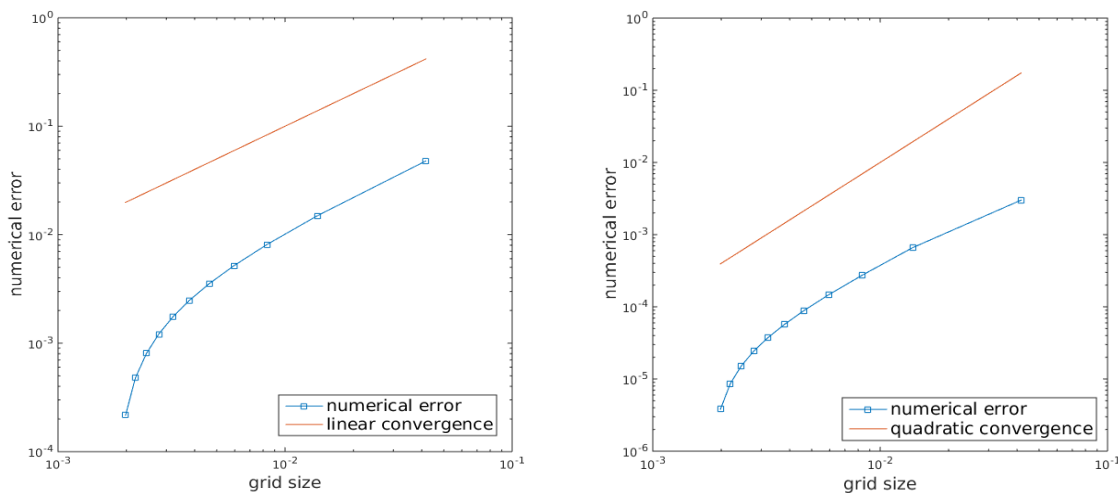 10^0
10^-1
10^-2
10^-3
10^-4
numerical error
10^-3
10^-2
10^-1
grid size
numerical error
linear convergence
10^0
10^-1
10^-2
10^-3
10^-4
10^-5
10^-6
numerical error
10^-3
10^-2
10^-1
grid size
numerical error
quadratic convergence